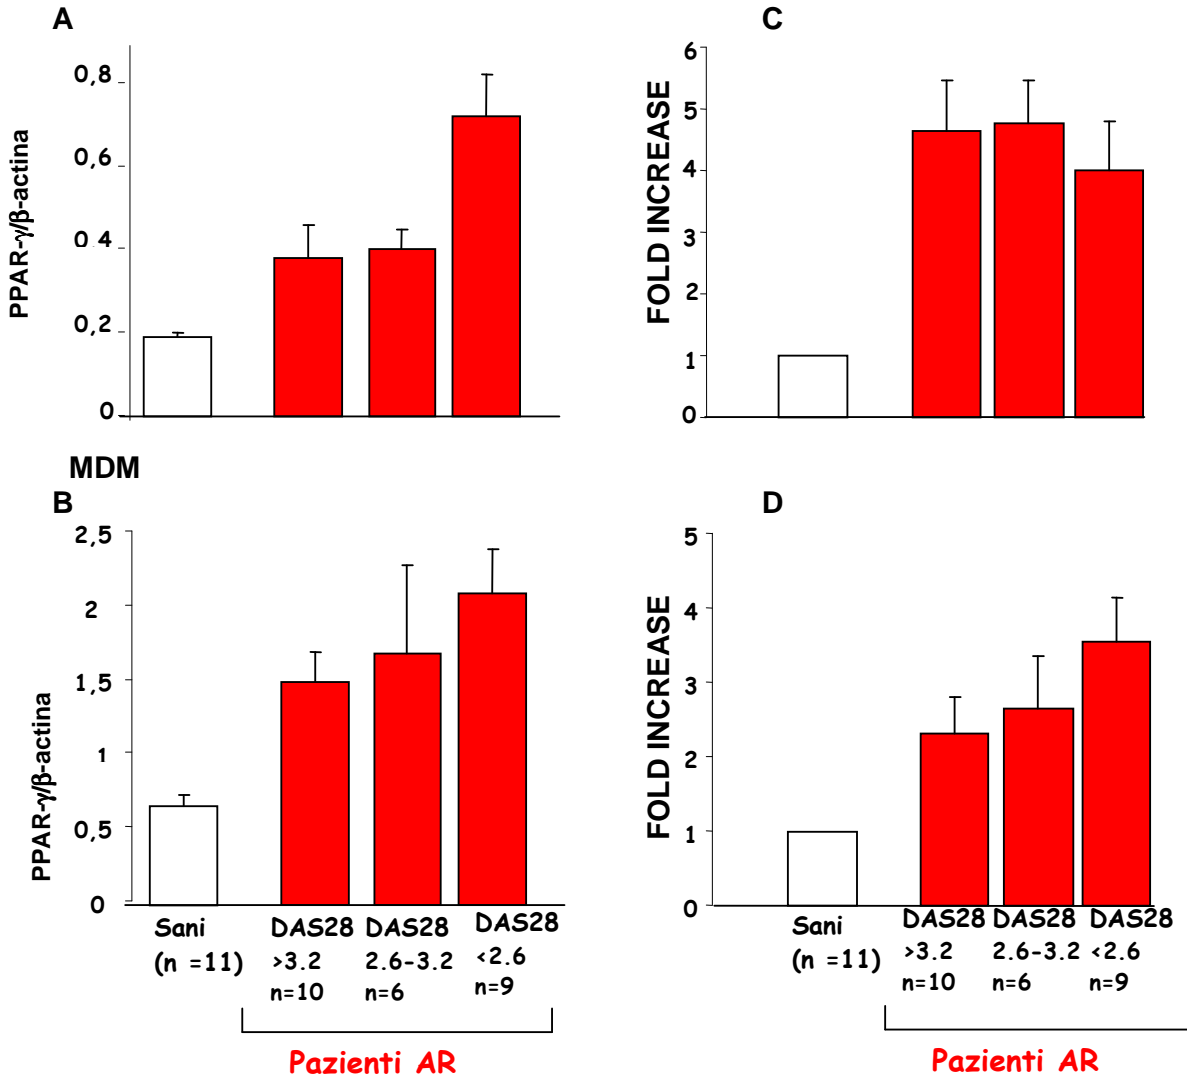 A
0,8
0,6
0.4
0,2
0
PPAR-γ/β-actina
C
6
5
4
3
2
1
0
FOLD INCREASE
MDM
B
2,5
2
1,5
1
0,5
0
PPAR-γ/β-actina
Sani
(n =11)
DAS28
>3.2
n=10
DAS28
2.6-3.2
n=6
DAS28
<2.6
n=9
Pazienti AR
D
5
4
3
2
1
0
FOLD INCREASE
Sani
(n =11)
DAS28
>3.2
n=10
DAS28
2.6-3.2
n=6
DAS28
<2.6
n=9
Pazienti AR